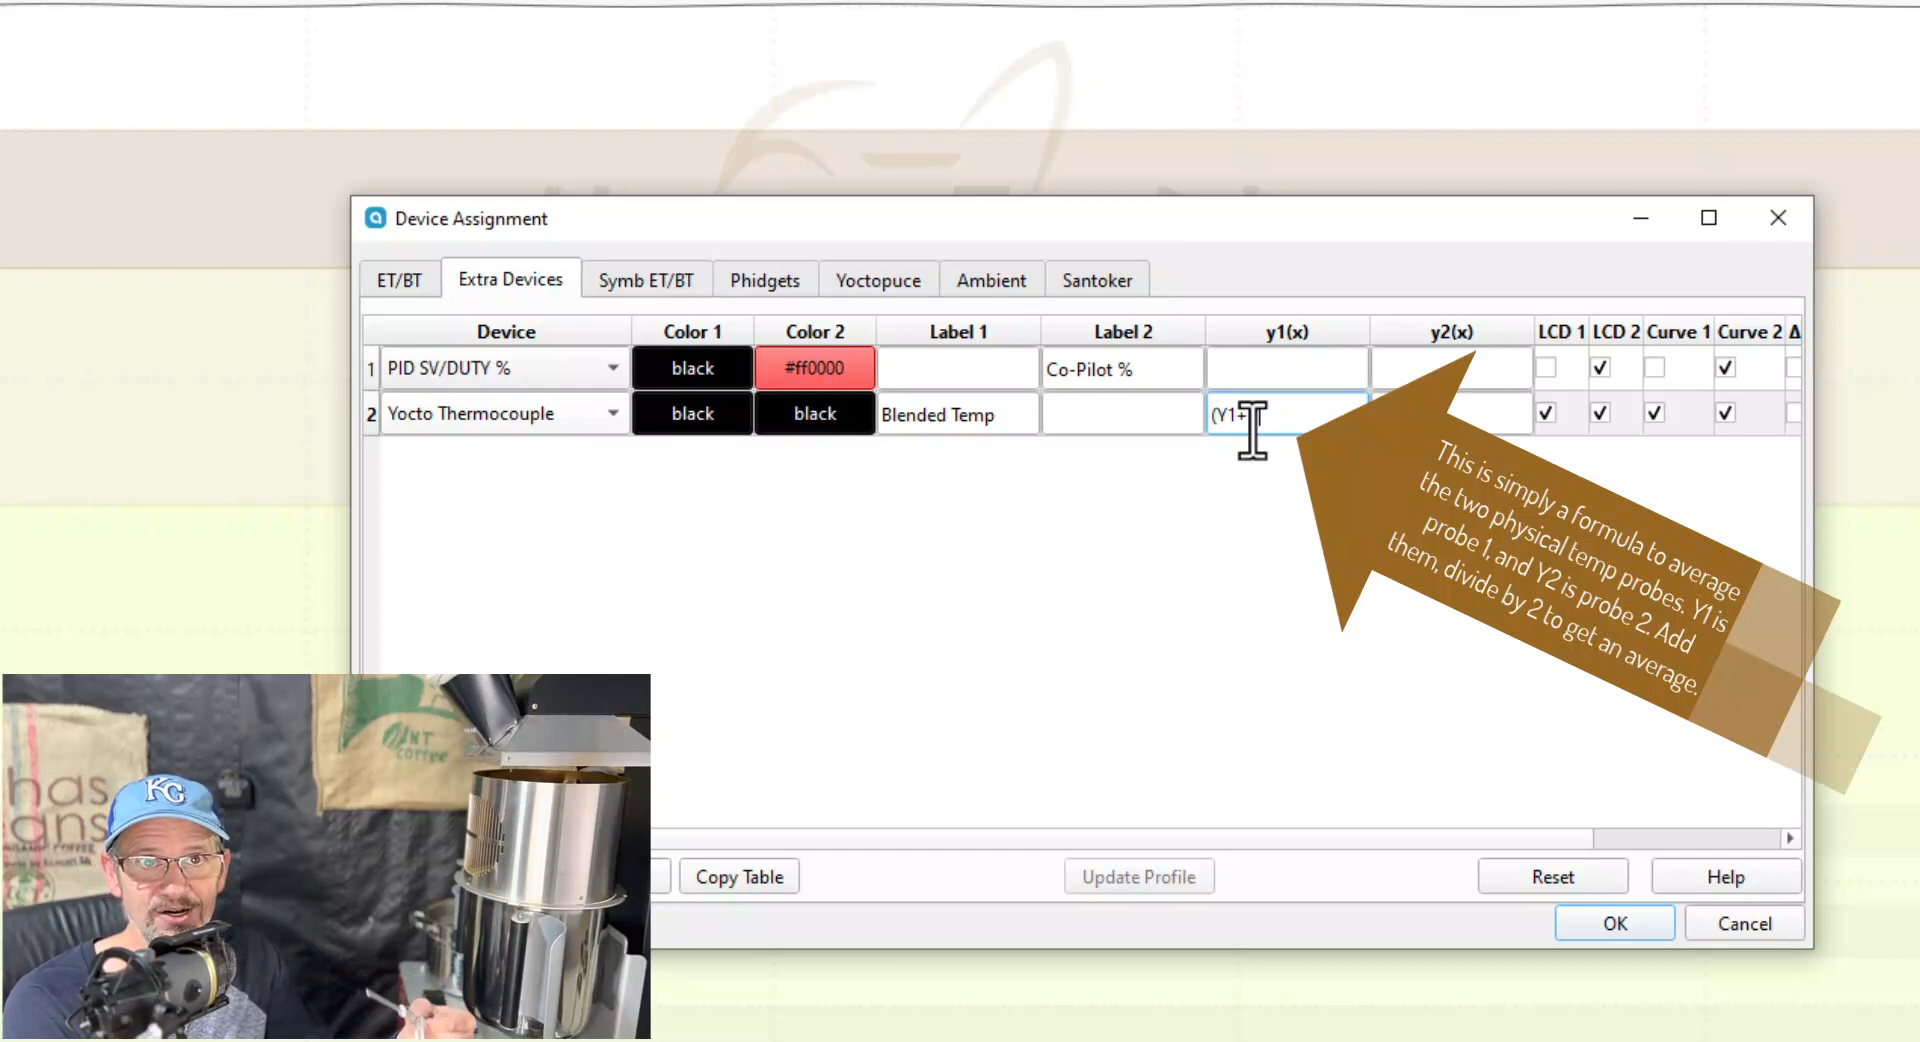 Device Assignment
ET/BT
Extra Devices
Symb ET/BT
Phidgets
Yoctopuce
Ambient
Santoker
Device Color 1 Color 2 Label 1 Label 2 y1(x) y2(x) LCD 1 LCD 2 Curve 1 Curve 2 Δ
1 PID SV/DUTY % black #ff0000 Co-Pilot %
2 Yocto Thermocouple black black Blended Temp (Y1+
This is simply a formula to average
the two physical temp probes. Y1 is
probe 1, and Y2 is probe 2. Add
them, divide by 2 to get an average.
Copy Table
Update Profile
Reset
Help
OK
Cancel
coffee
has
ans
COFFEE
KC